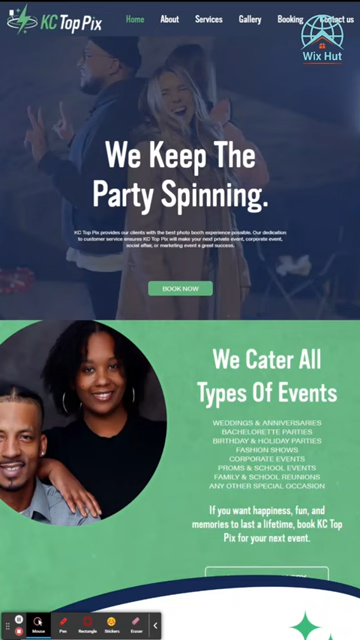 KC Top Pix
Home About Services Gallery Booking Contact us
Wix Hut
We Keep The
Party Spinning.
KC Top Pix provides our clients with the best photo booth experience possible. Our dedication
to customer service ensures KC Top Pix will make your next private event, corporate event,
social affair, or marketing event a great success.
BOOK NOW
We Cater All
Types Of Events
WEDDINGS & ANNIVERSARIES
BACHELORETTE PARTIES
BIRTHDAY & HOLIDAY PARTIES
FASHION SHOWS
CORPORATE EVENTS
PROMS & SCHOOL EVENTS
FAMILY & SCHOOL REUNIONS
ANY OTHER SPECIAL OCCASION
If you want happiness, fun, and
memories to last a lifetime, book KC Top
Pix for your next event.
Mouse Pen Rectangle Stickers Eraser